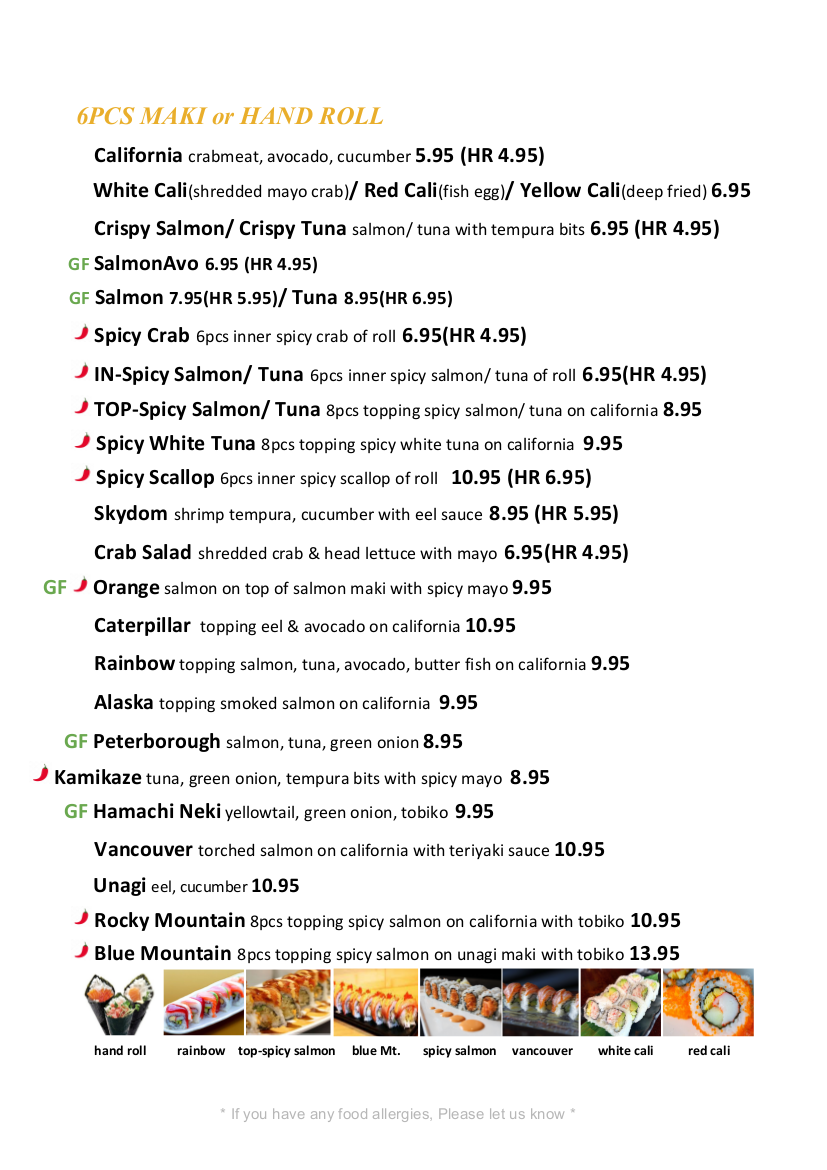 6PCS MAKI or HAND ROLL
California crabmeat, avocado, cucumber 5.95 (HR 4.95)
White Cali(shredded mayo crab)/ Red Cali(fish egg)/ Yellow Cali(deep fried) 6.95
Crispy Salmon/ Crispy Tuna salmon/ tuna with tempura bits 6.95 (HR 4.95)
GF SalmonAvo 6.95 (HR 4.95)
GF Salmon 7.95(HR 5.95)/ Tuna 8.95(HR 6.95)
Spicy Crab 6pcs inner spicy crab of roll 6.95(HR 4.95)
IN-Spicy Salmon/ Tuna 6pcs inner spicy salmon/ tuna of roll 6.95(HR 4.95)
TOP-Spicy Salmon/ Tuna 8pcs topping spicy salmon/ tuna on california 8.95
Spicy White Tuna 8pcs topping spicy white tuna on california 9.95
Spicy Scallop 6pcs inner spicy scallop of roll 10.95 (HR 6.95)
Skydom shrimp tempura, cucumber with eel sauce 8.95 (HR 5.95)
Crab Salad shredded crab & head lettuce with mayo 6.95(HR 4.95)
GF Orange salmon on top of salmon maki with spicy mayo 9.95
Caterpillar topping eel & avocado on california 10.95
Rainbow topping salmon, tuna, avocado, butter fish on california 9.95
Alaska topping smoked salmon on california 9.95
GF Peterborough salmon, tuna, green onion 8.95
Kamikaze tuna, green onion, tempura bits with spicy mayo 8.95
GF Hamachi Neki yellowtail, green onion, tobiko 9.95
Vancouver torched salmon on california with teriyaki sauce 10.95
Unagi eel, cucumber 10.95
Rocky Mountain 8pcs topping spicy salmon on california with tobiko 10.95
Blue Mountain 8pcs topping spicy salmon on unagi maki with tobiko 13.95
hand roll rainbow top-spicy salmon blue Mt. spicy salmon vancouver white cali red cali
* If you have any food allergies, Please let us know *